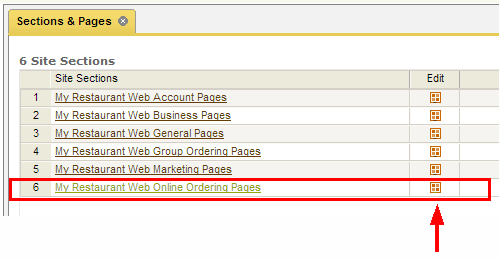 Sections & Pages
6 Site Sections
Site Sections Edit
1 My Restaurant Web Account Pages
2 My Restaurant Web Business Pages
3 My Restaurant Web General Pages
4 My Restaurant Web Group Ordering Pages
5 My Restaurant Web Marketing Pages
6 My Restaurant Web Online Ordering Pages